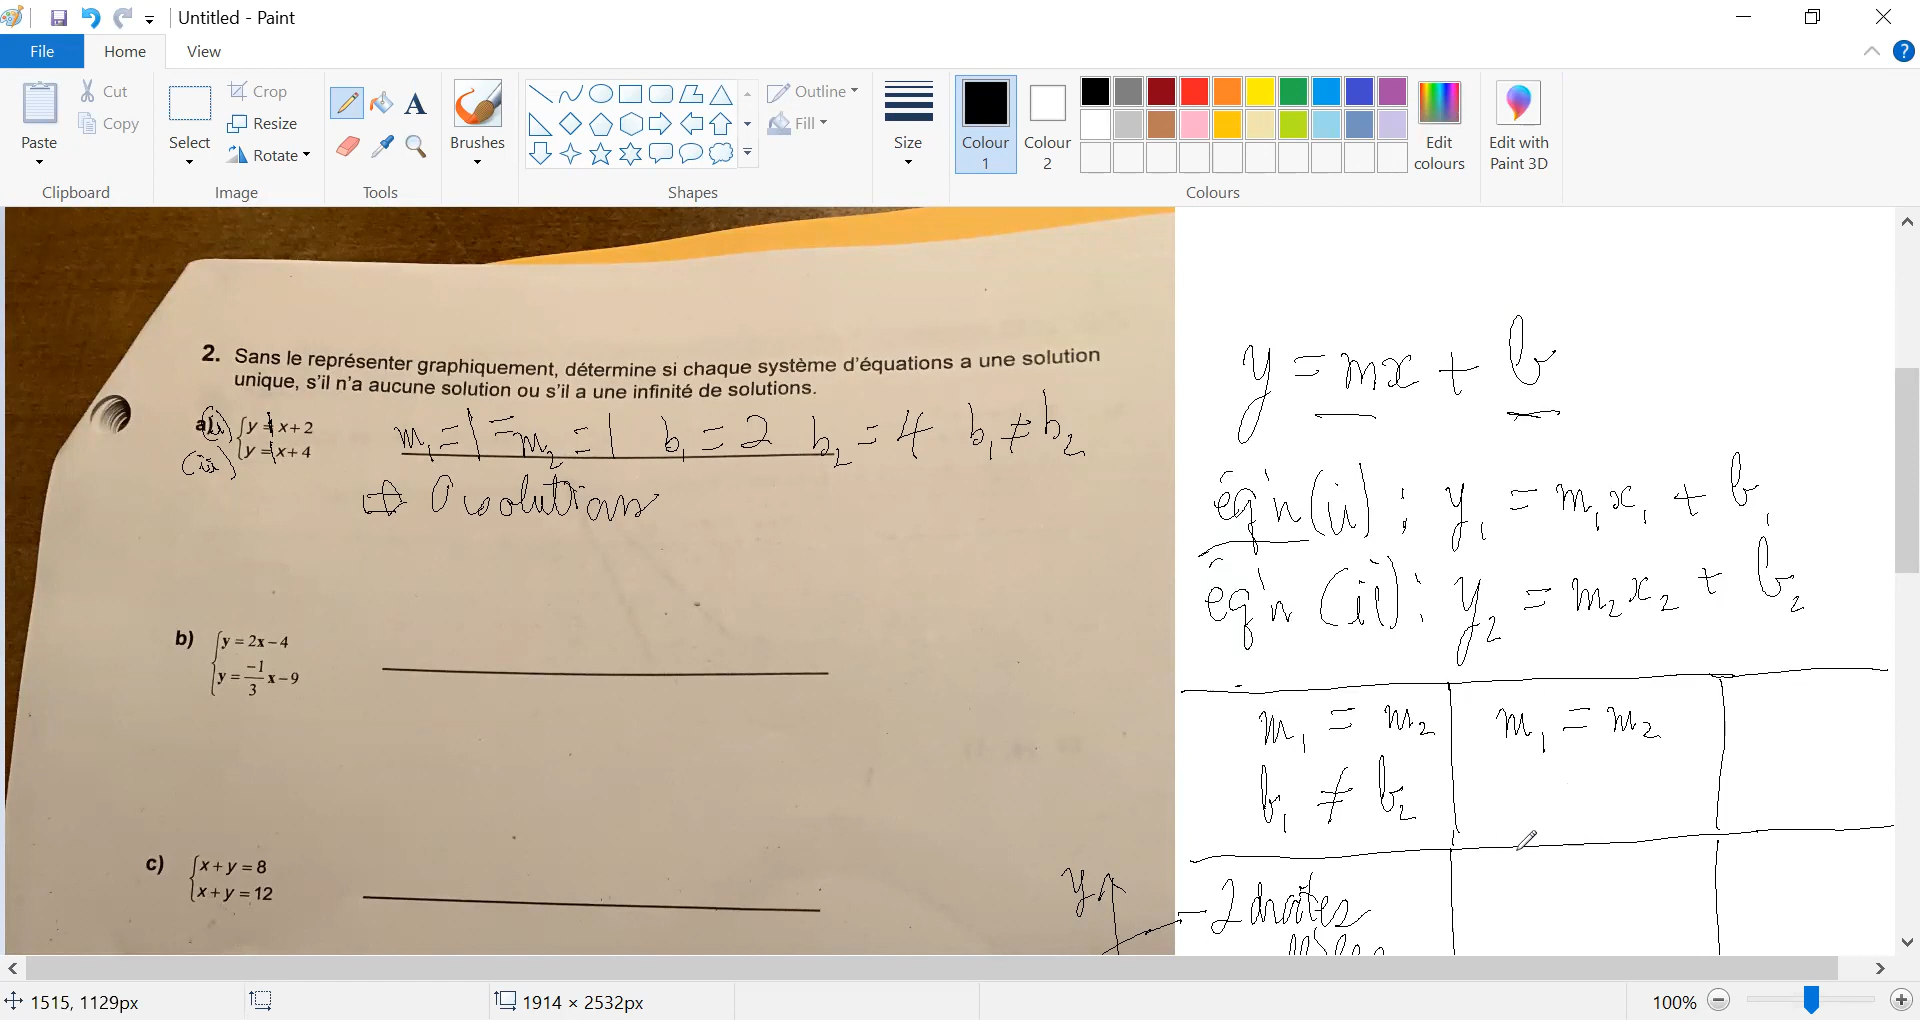 Untitled - Paint
File Home View
Paste
Cut
Copy
Clipboard
Select
Crop
Resize
Rotate
Image
Tools
Brushes
Shapes
Outline
Fill
Size
Colour 1
Colour 2
Edit colours
Colours
Edit with Paint 3D
2. Sans le représenter graphiquement, détermine si chaque système d'équations a une solution
unique, s'il n'a aucune solution ou s'il a une infinité de solutions.
a) (i) y = x + 2
(ii) y = x + 4
m₁ = 1 = m₂ = 1 b₁ = 2 b₂ = 4 b₁ ≠ b₂
⇒ 0 solutions
b) y = 2x – 4
y = -1/3 x – 9
c) x + y = 8
x + y = 12
y
y = mx + b
éq'n (i) : y₁ = m₁x₁ + b₁
éq'n (ii) : y₂ = m₂x₂ + b₂
m₁ = m₂
b₁ ≠ b₂
m₁ = m₂
- 2 droites
1515, 1129px
1914 × 2532px
100%